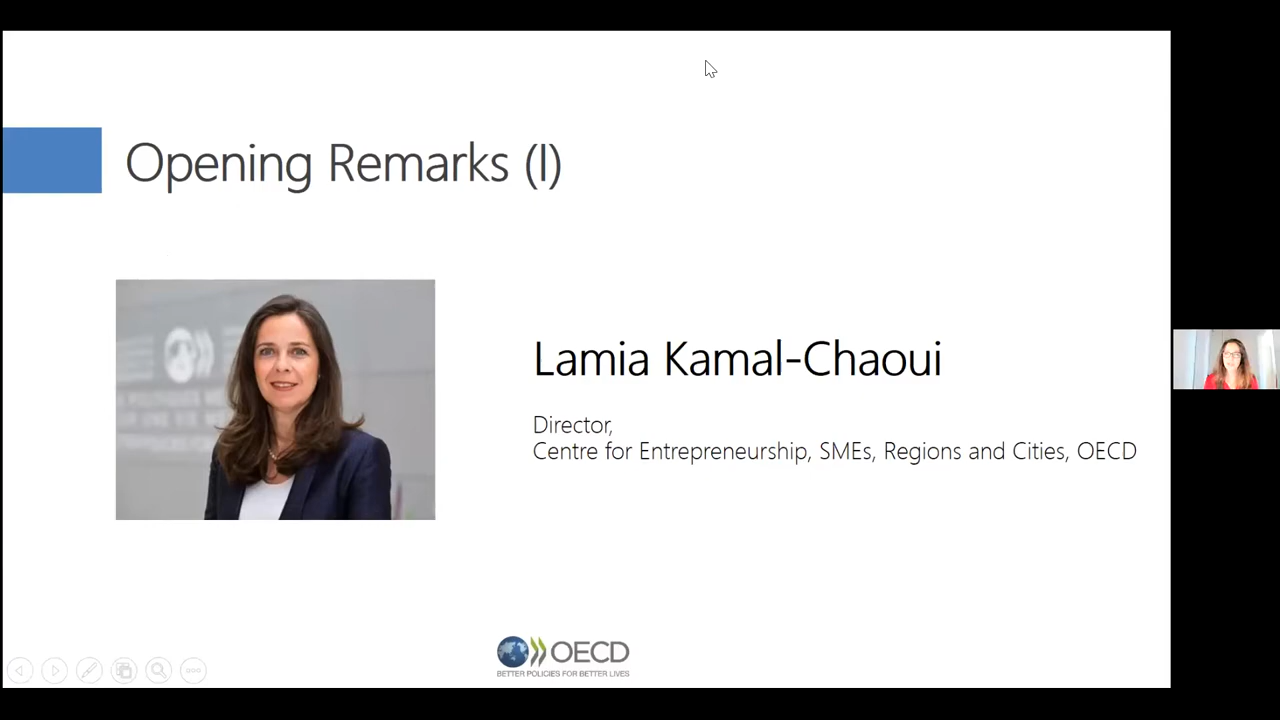 Opening Remarks (I)
Lamia Kamal-Chaoui
Director,
Centre for Entrepreneurship, SMEs, Regions and Cities, OECD
OECD
BETTER POLICIES FOR BETTER LIVES